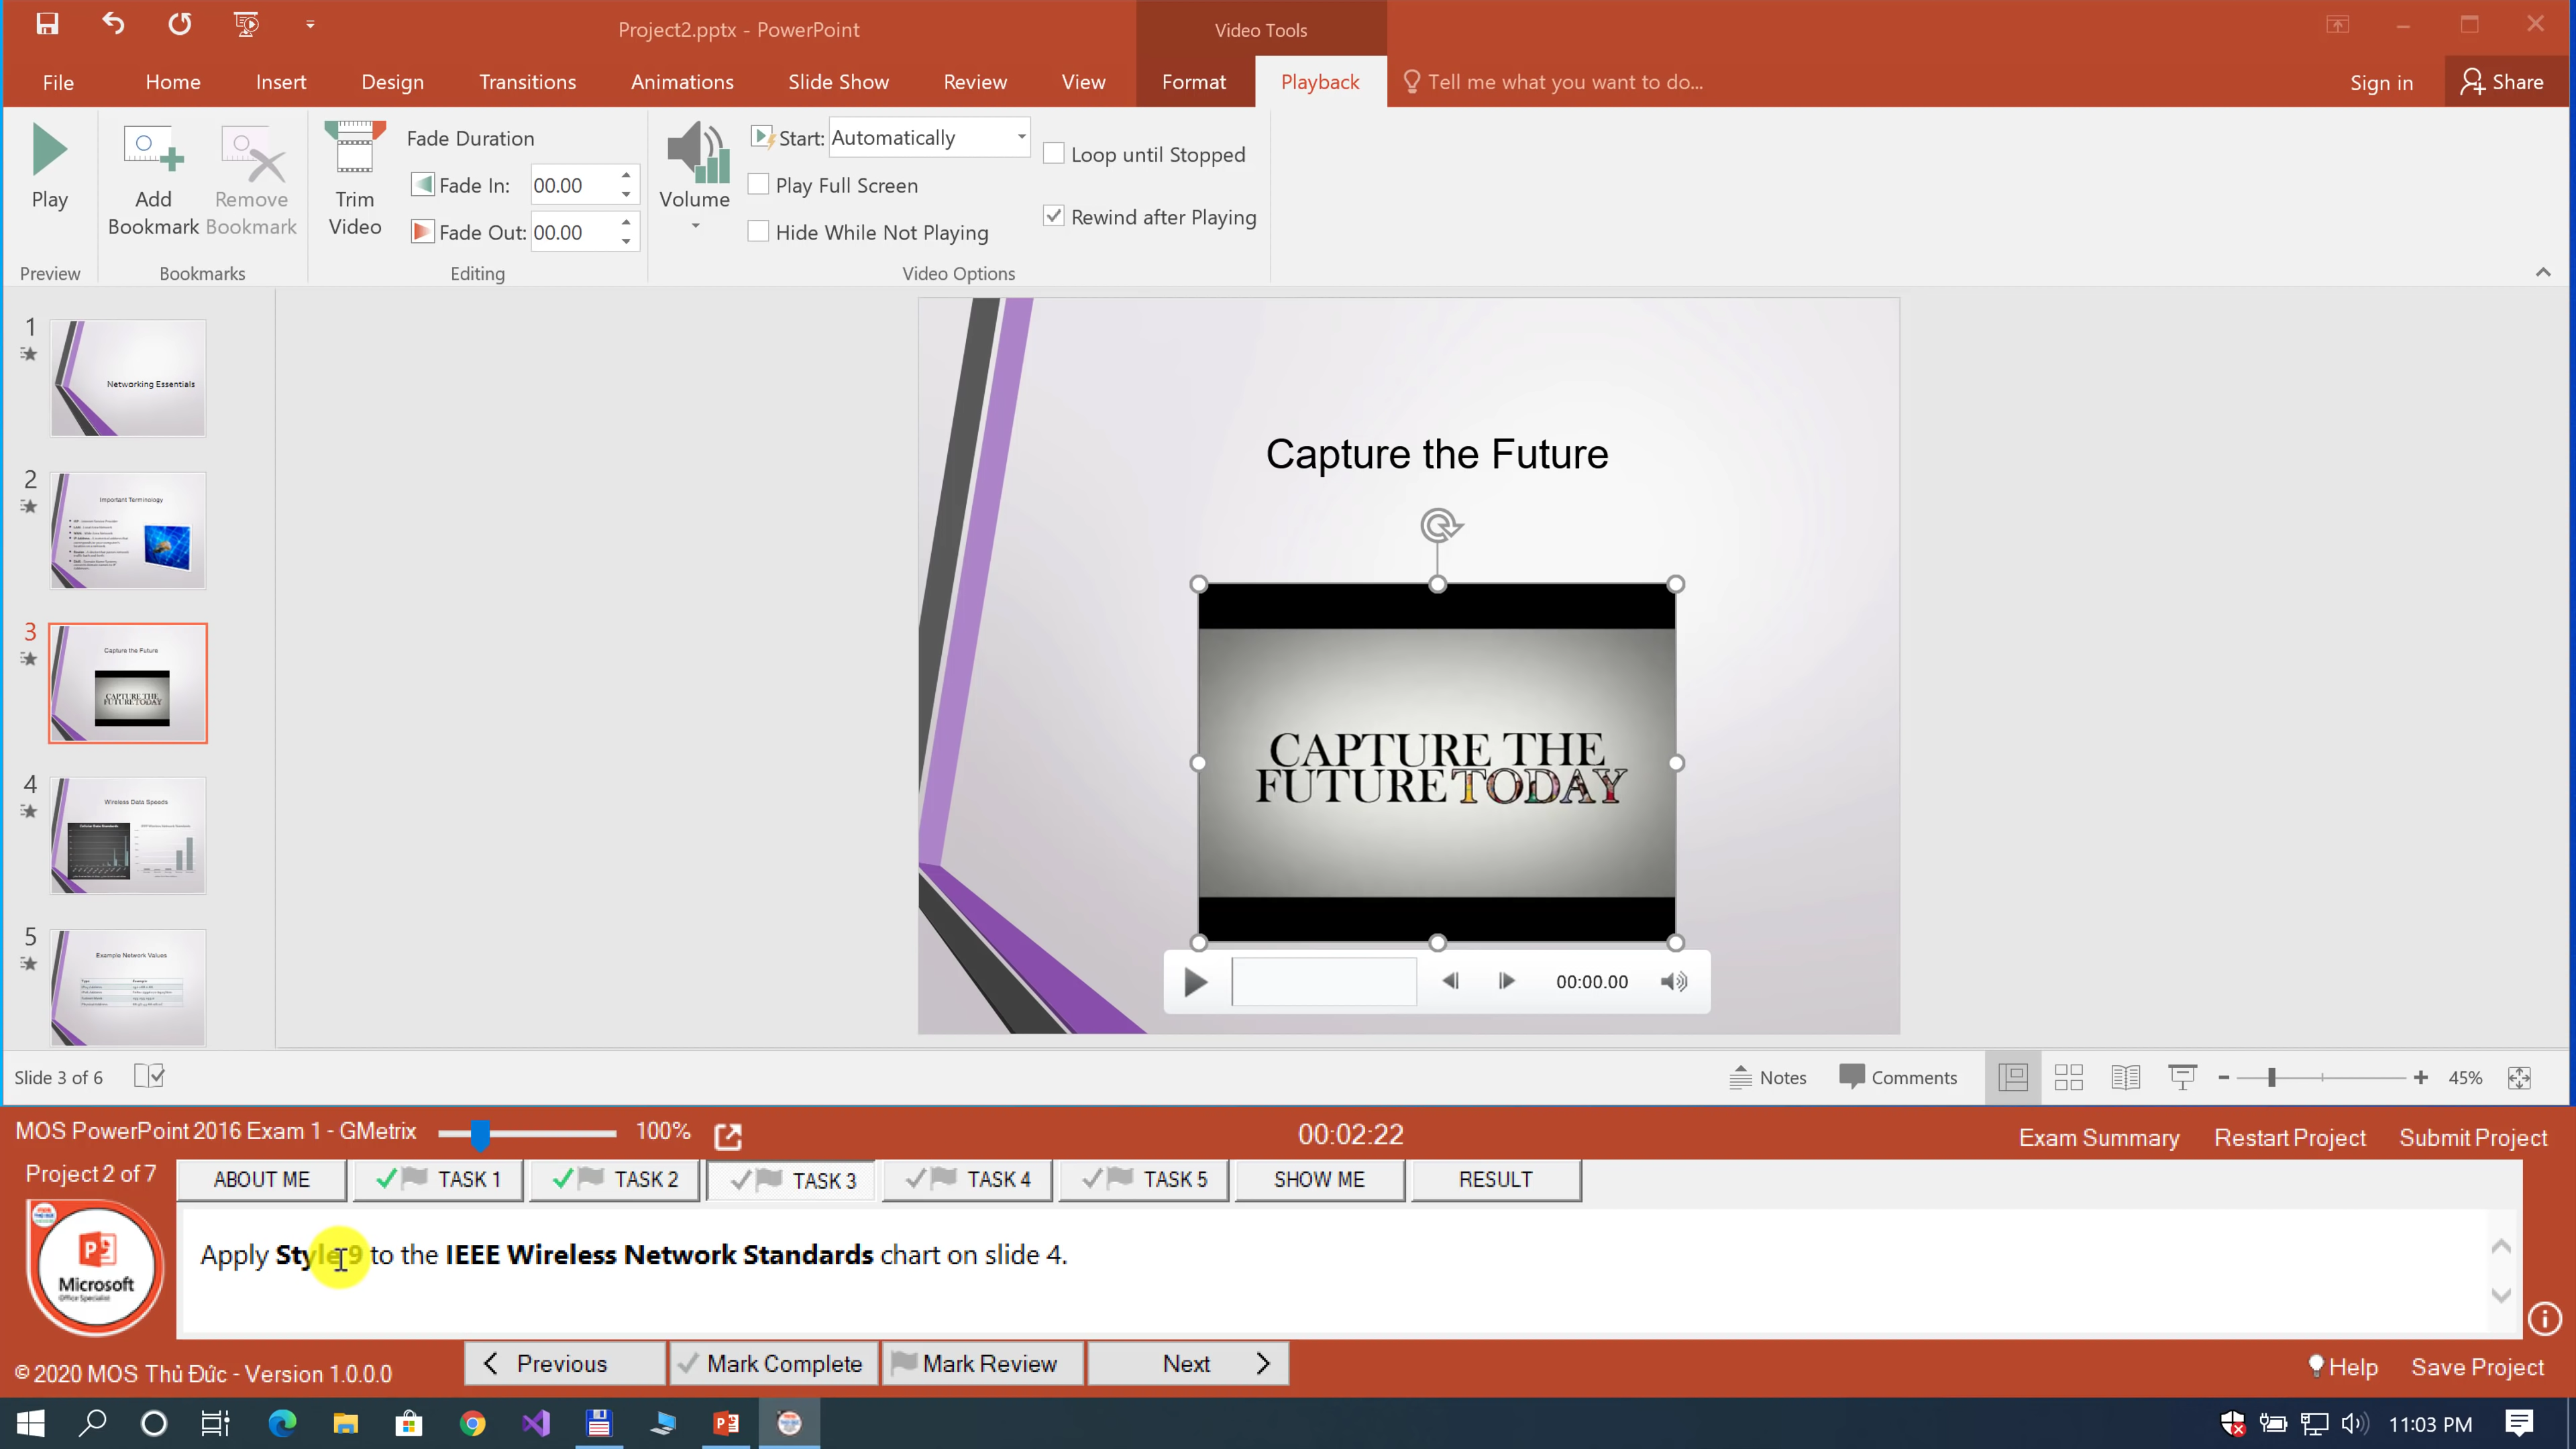 Project2.pptx - PowerPoint
Video Tools
File
Home
Insert
Design
Transitions
Animations
Slide Show
Review
View
Format
Playback
Tell me what you want to do...
Sign in
Share
Play
Add Bookmark
Remove Bookmark
Trim Video
Fade Duration
Fade In: 00.00
Fade Out: 00.00
Volume
Start: Automatically
Play Full Screen
Hide While Not Playing
Loop until Stopped
Rewind after Playing
Preview
Bookmarks
Editing
Video Options
1
Networking Essentials
2
Important Terminology
3
Capture the Future
CAPTURE THE
FUTURE TODAY
4
Wireless Data Speeds
5
Example Network Values
Capture the Future
CAPTURE THE
FUTURE TODAY
00:00.00
Slide 3 of 6
Notes
Comments
45%
MOS PowerPoint 2016 Exam 1 - GMetrix
100%
00:02:22
Exam Summary
Restart Project
Submit Project
Project 2 of 7
ABOUT ME
TASK 1
TASK 2
TASK 3
TASK 4
TASK 5
SHOW ME
RESULT
Microsoft
Office Specialist
Apply Style 9 to the IEEE Wireless Network Standards chart on slide 4.
© 2020 MOS Thủ Đức - Version 1.0.0.0
Previous
Mark Complete
Mark Review
Next
Help
Save Project
11:03 PM